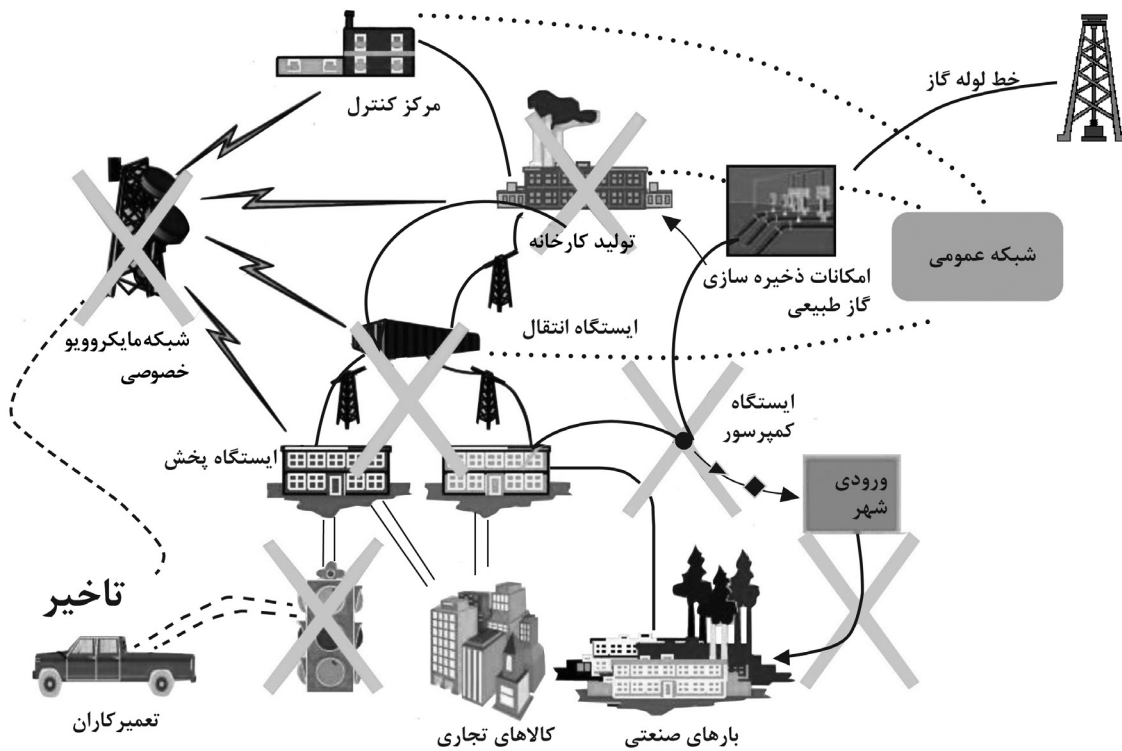 خط لوله گاز
مرکز کنترل
تولید کارخانه
شبکه عمومی
امکانات ذخیره سازی
گاز طبیعی
ایستگاه انتقال
شبکه مایکروویو
خصوصی
ایستگاه
کمپرسور
ایستگاه پخش
ورودی
شهر
تاخیر
تعمیرکاران
کالاهای تجاری
بارهای صنعتی